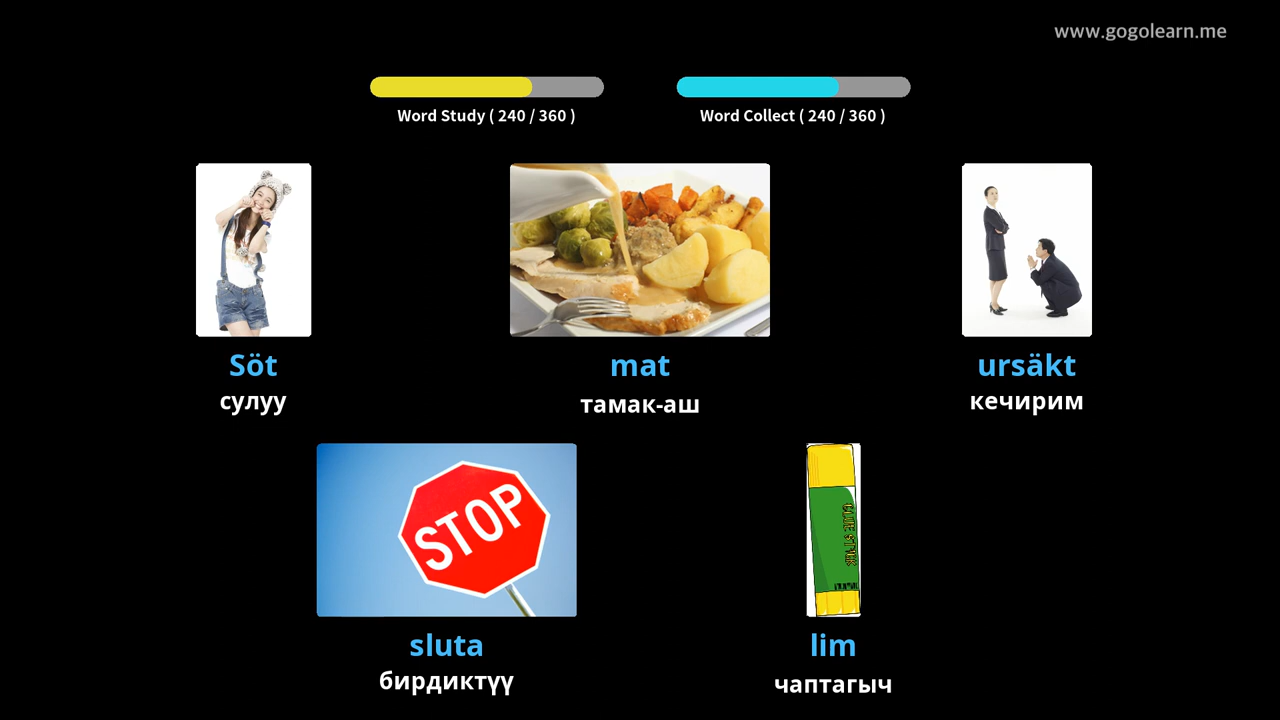 www.gogolearn.me
Word Study ( 240 / 360 )
Word Collect ( 240 / 360 )
Söt
сулуу
mat
тамак-аш
ursäkt
кечирим
STOP
sluta
бирдиктүү
lim
чаптагыч